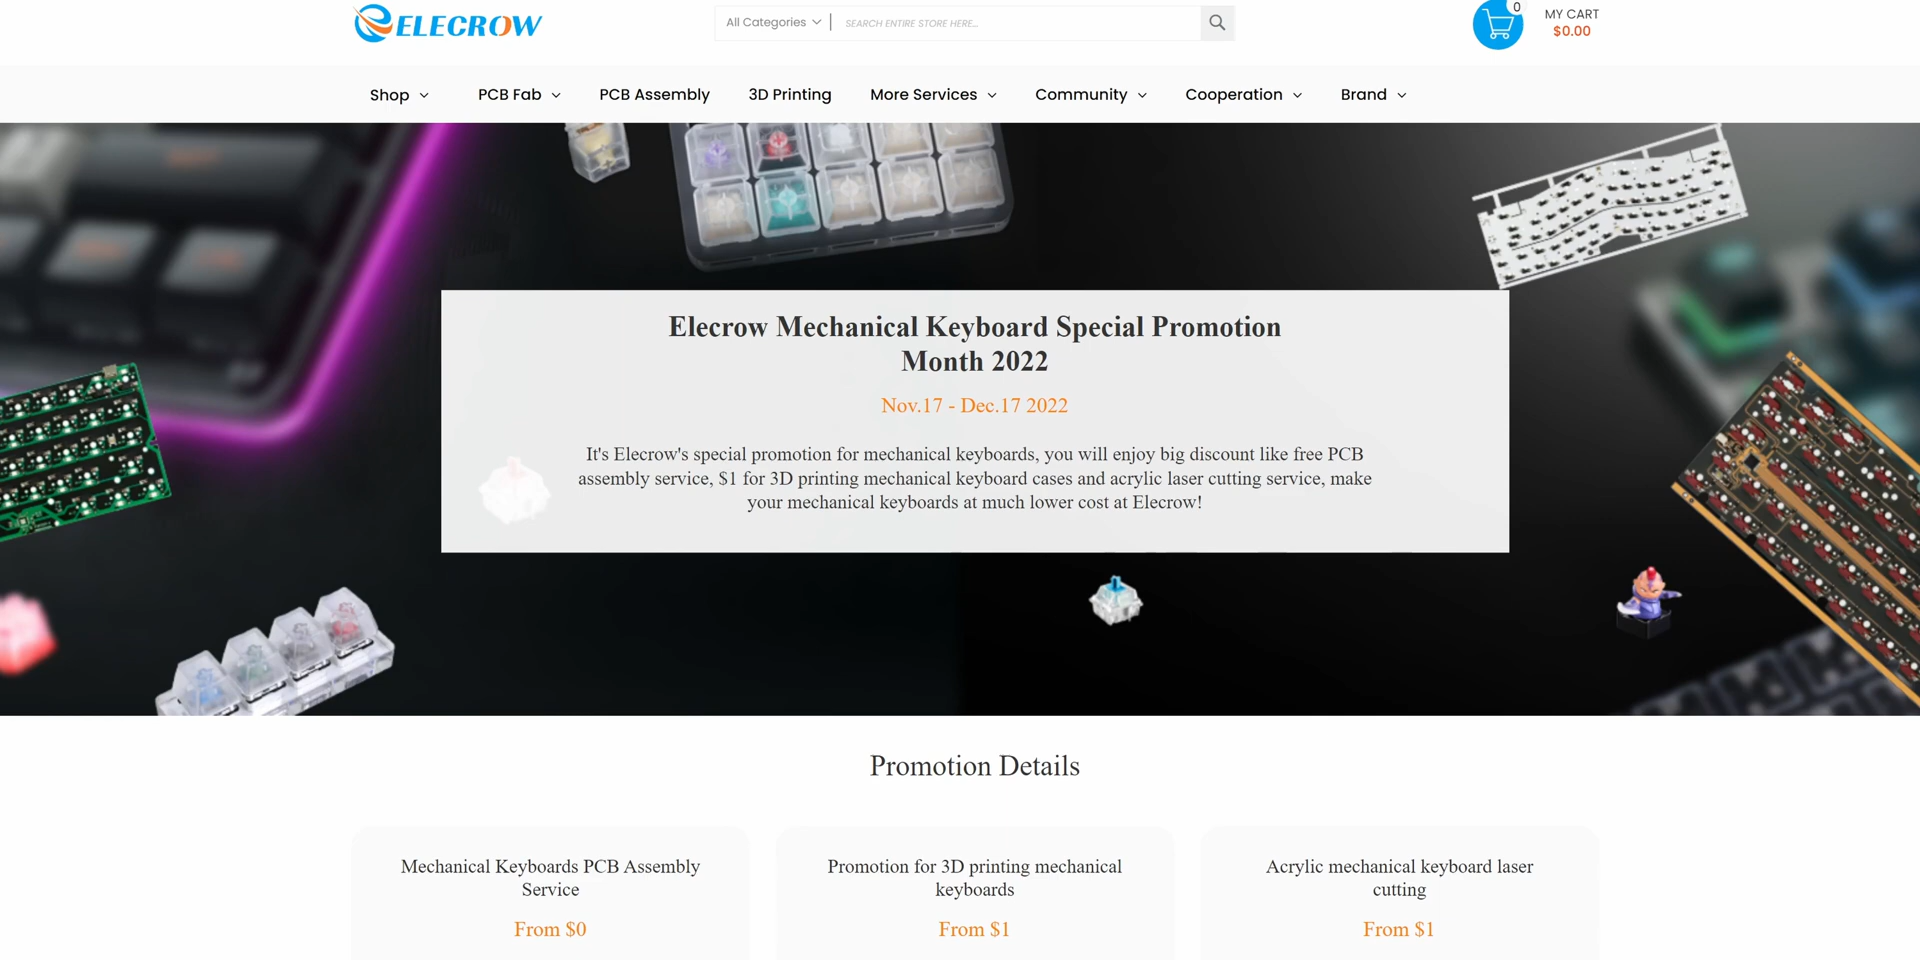 ELECROW
All Categories
SEARCH ENTIRE STORE HERE...
0
MY CART
$0.00
Shop
PCB Fab
PCB Assembly
3D Printing
More Services
Community
Cooperation
Brand
Elecrow Mechanical Keyboard Special Promotion
Month 2022
Nov.17 - Dec.17 2022
It's Elecrow's special promotion for mechanical keyboards, you will enjoy big discount like free PCB
assembly service, $1 for 3D printing mechanical keyboard cases and acrylic laser cutting service, make
your mechanical keyboards at much lower cost at Elecrow!
Promotion Details
Mechanical Keyboards PCB Assembly
Service
From $0
Promotion for 3D printing mechanical
keyboards
From $1
Acrylic mechanical keyboard laser
cutting
From $1